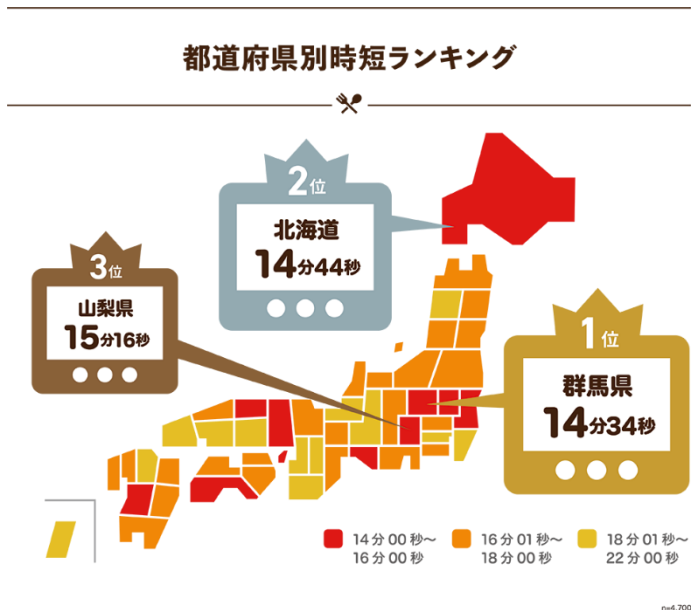 都道府県別時短ランキング
2位
北海道
14分44秒
3位
山梨県
15分16秒
1位
群馬県
14分34秒
14分00秒～
16分00秒
16分01秒～
18分00秒
18分01秒～
22分00秒
n=4,700